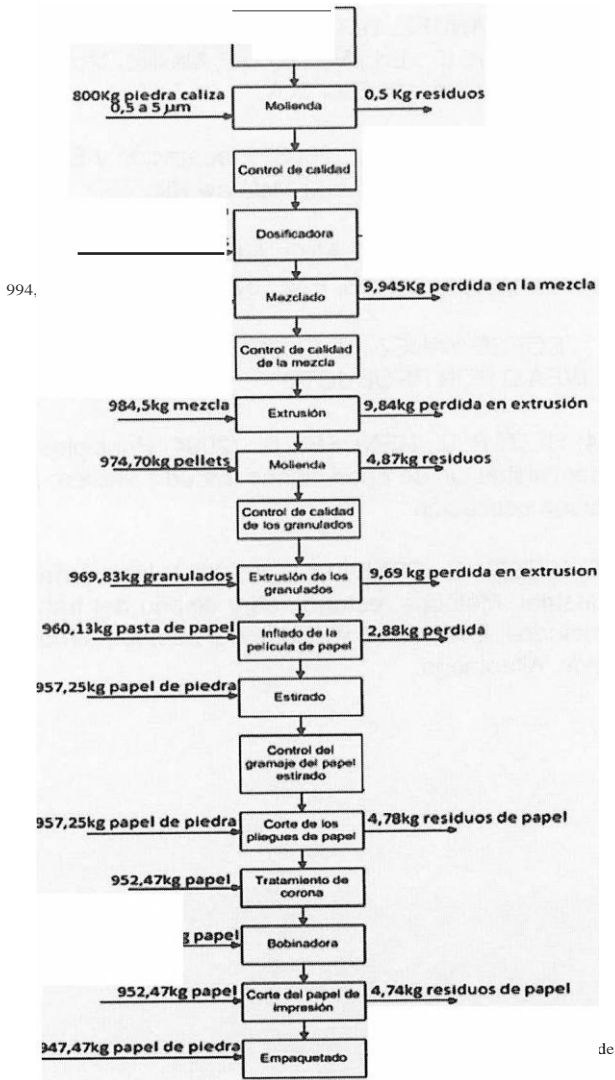 800Kg piedra caliza
0,5 a 5 µm
Molienda
0,5 Kg residuos
Control de calidad
Dosificadora
994,
Mezclado
9,945Kg perdida en la mezcla
Control de calidad
de la mezcla
984,5kg mezcla
Extrusión
9,84kg perdida en extrusión
974,70kg pellets
Molienda
4,87kg residuos
Control de calidad
de los granulados
969,83kg granulados
Extrusión de los
granulados
9,69 kg perdida en extrusion
960,13kg pasta de papel
Inflado de la
película de papel
2,88kg perdida
957,25kg papel de piedra
Estirado
Control del
gramaje del papel
estirado
957,25kg papel de piedra
Corte de los
pliegues de papel
4,78kg residuos de papel
952,47kg papel
Tratamiento de
corona
papel
Bobinadora
952,47kg papel
Corte del papel de
impresión
4,74kg residuos de papel
947,47kg papel de piedra
Empaquetado
de